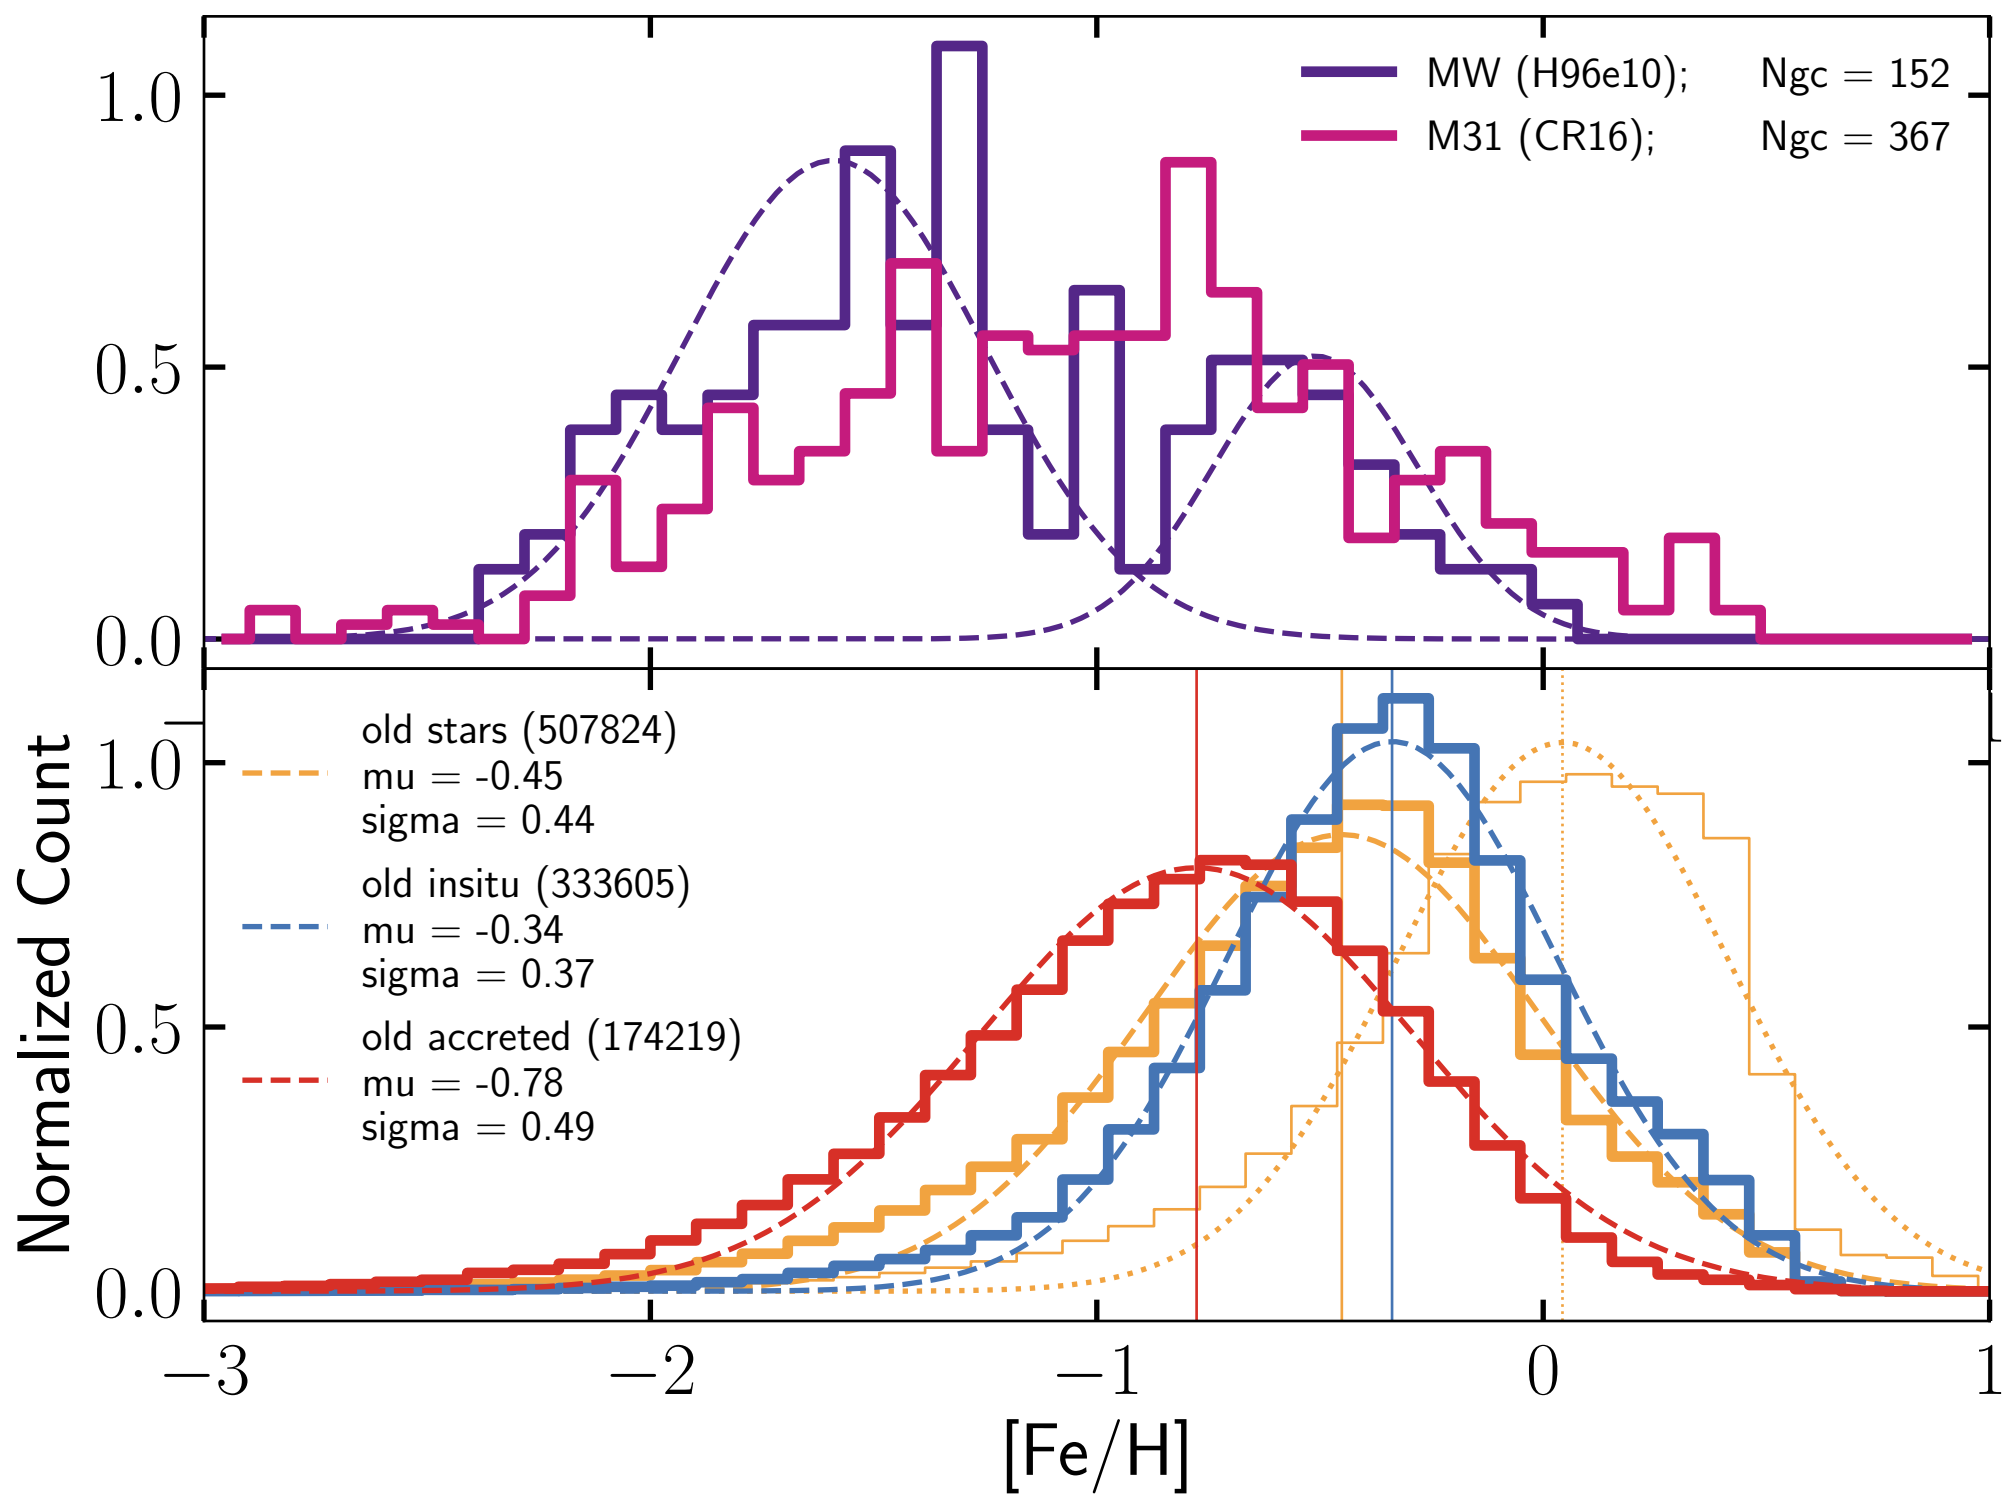 1.0
0.5
0.0
MW (H96e10); Ngc = 152
M31 (CR16); Ngc = 367
Normalized Count
1.0
0.5
0.0
old stars (507824)
mu = -0.45
sigma = 0.44
old insitu (333605)
mu = -0.34
sigma = 0.37
old accreted (174219)
mu = -0.78
sigma = 0.49
−3 −2 −1 0 1
[Fe/H]